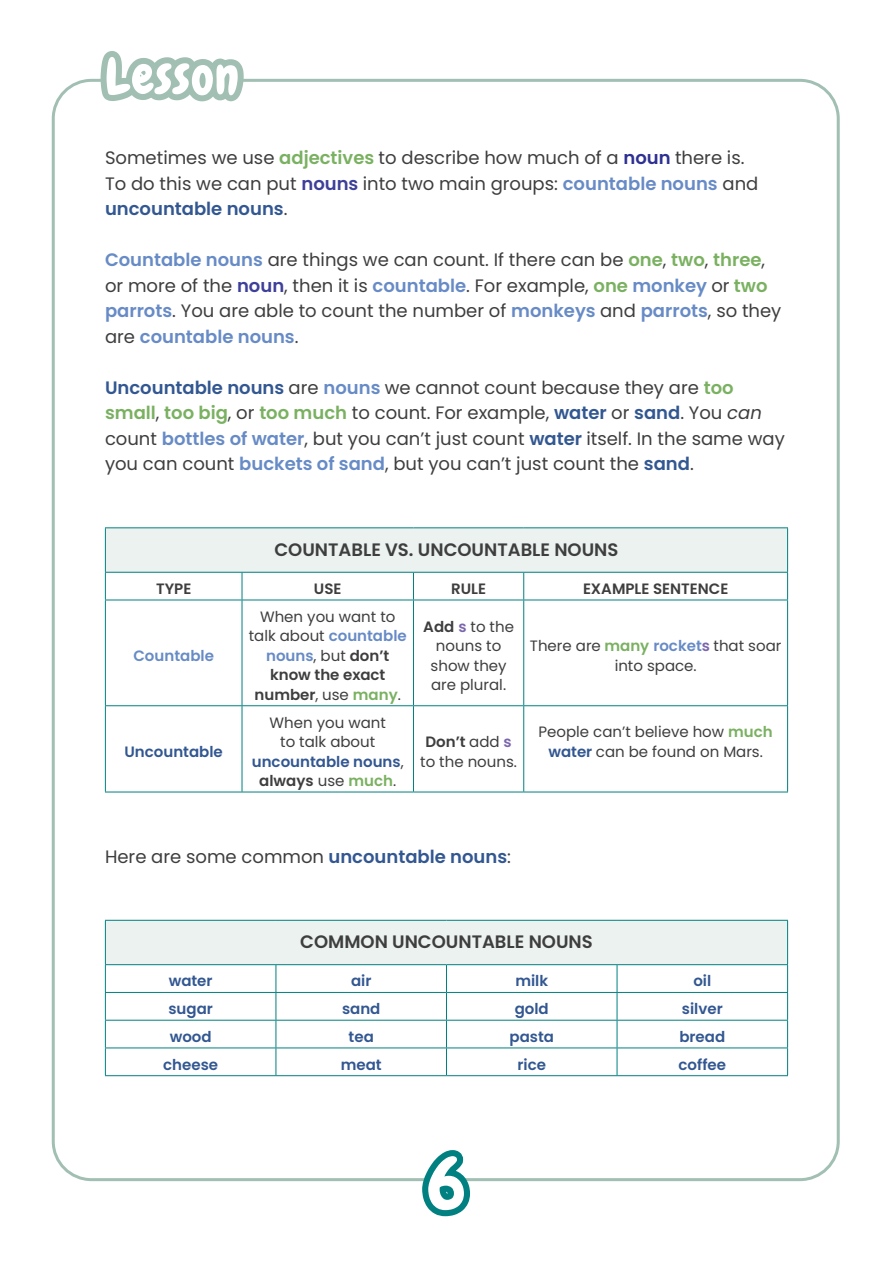 Lesson
Sometimes we use adjectives to describe how much of a noun there is.
To do this we can put nouns into two main groups: countable nouns and
uncountable nouns.
Countable nouns are things we can count. If there can be one, two, three,
or more of the noun, then it is countable. For example, one monkey or two
parrots. You are able to count the number of monkeys and parrots, so they
are countable nouns.
Uncountable nouns are nouns we cannot count because they are too
small, too big, or too much to count. For example, water or sand. You can
count bottles of water, but you can’t just count water itself. In the same way
you can count buckets of sand, but you can’t just count the sand.
COUNTABLE VS. UNCOUNTABLE NOUNS
TYPE USE RULE EXAMPLE SENTENCE
Countable
When you want to
talk about countable
nouns, but don’t
know the exact
number, use many.
Add s to the
nouns to
show they
are plural.
There are many rockets that soar
into space.
Uncountable
When you want
to talk about
uncountable nouns,
always use much.
Don’t add s
to the nouns.
People can’t believe how much
water can be found on Mars.
Here are some common uncountable nouns:
COMMON UNCOUNTABLE NOUNS
water air milk oil
sugar sand gold silver
wood tea pasta bread
cheese meat rice coffee
6